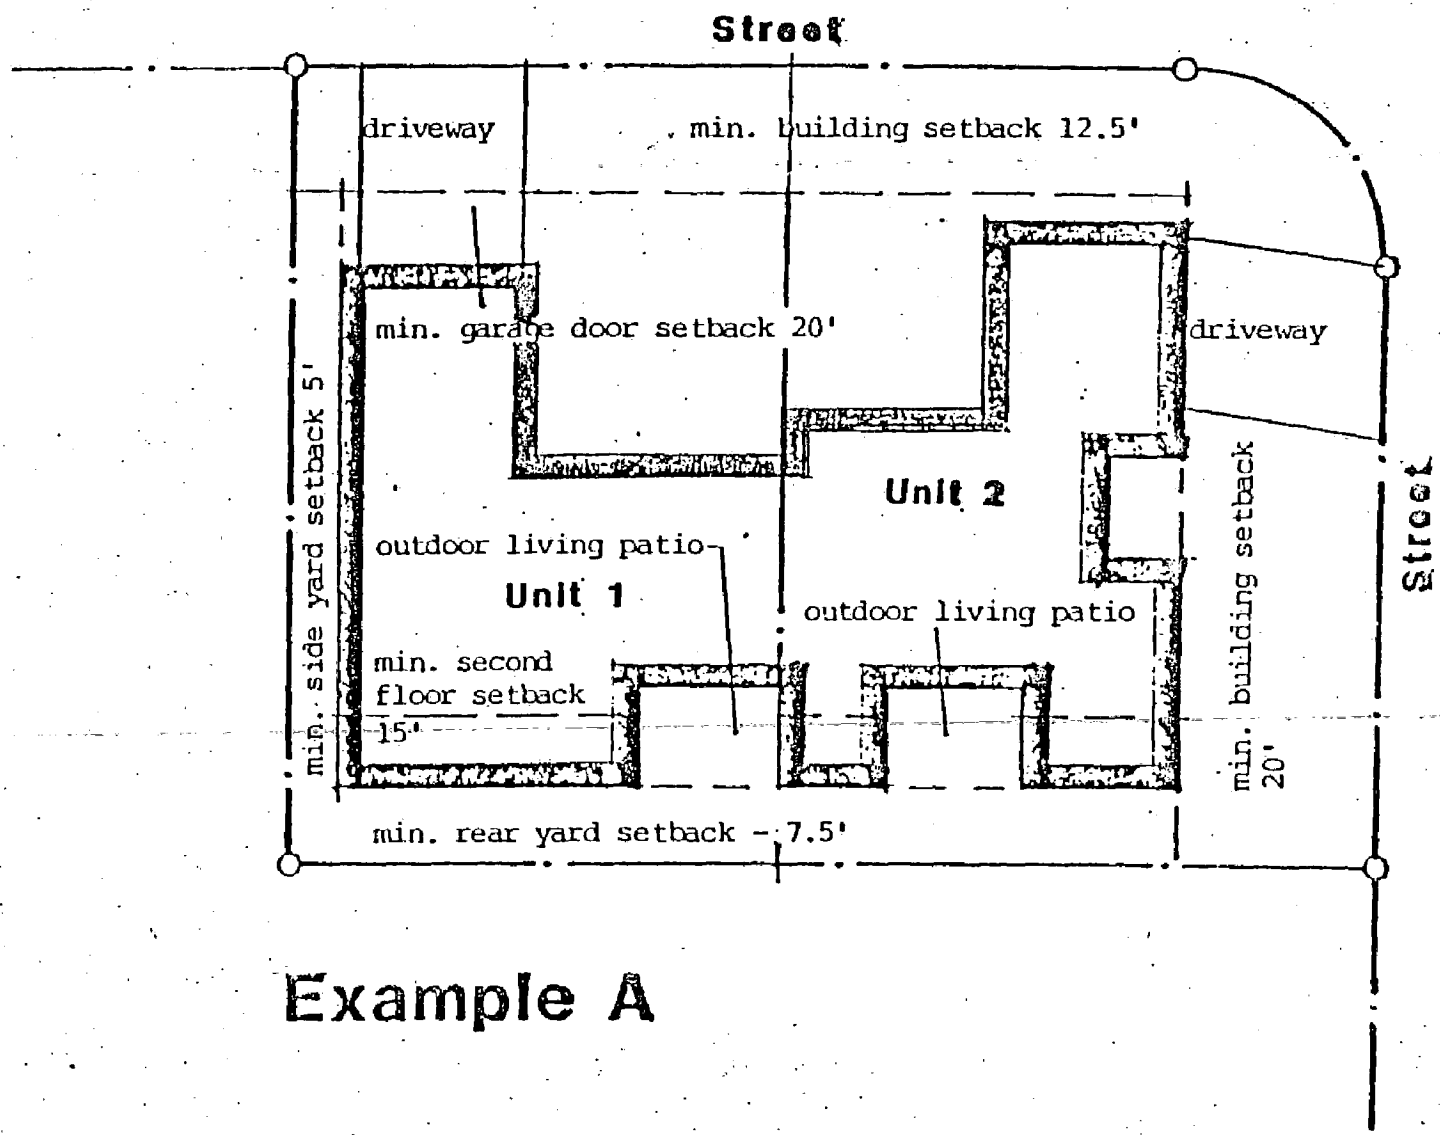 Street
driveway
min. building setback 12.5'
min. garage door setback 20'
driveway
min. side yard setback 5'
Unit 2
min. building setback
20'
Street
outdoor living patio
Unit 1
outdoor living patio
min. second
floor setback
15'
min. rear yard setback - 7.5'
Example A